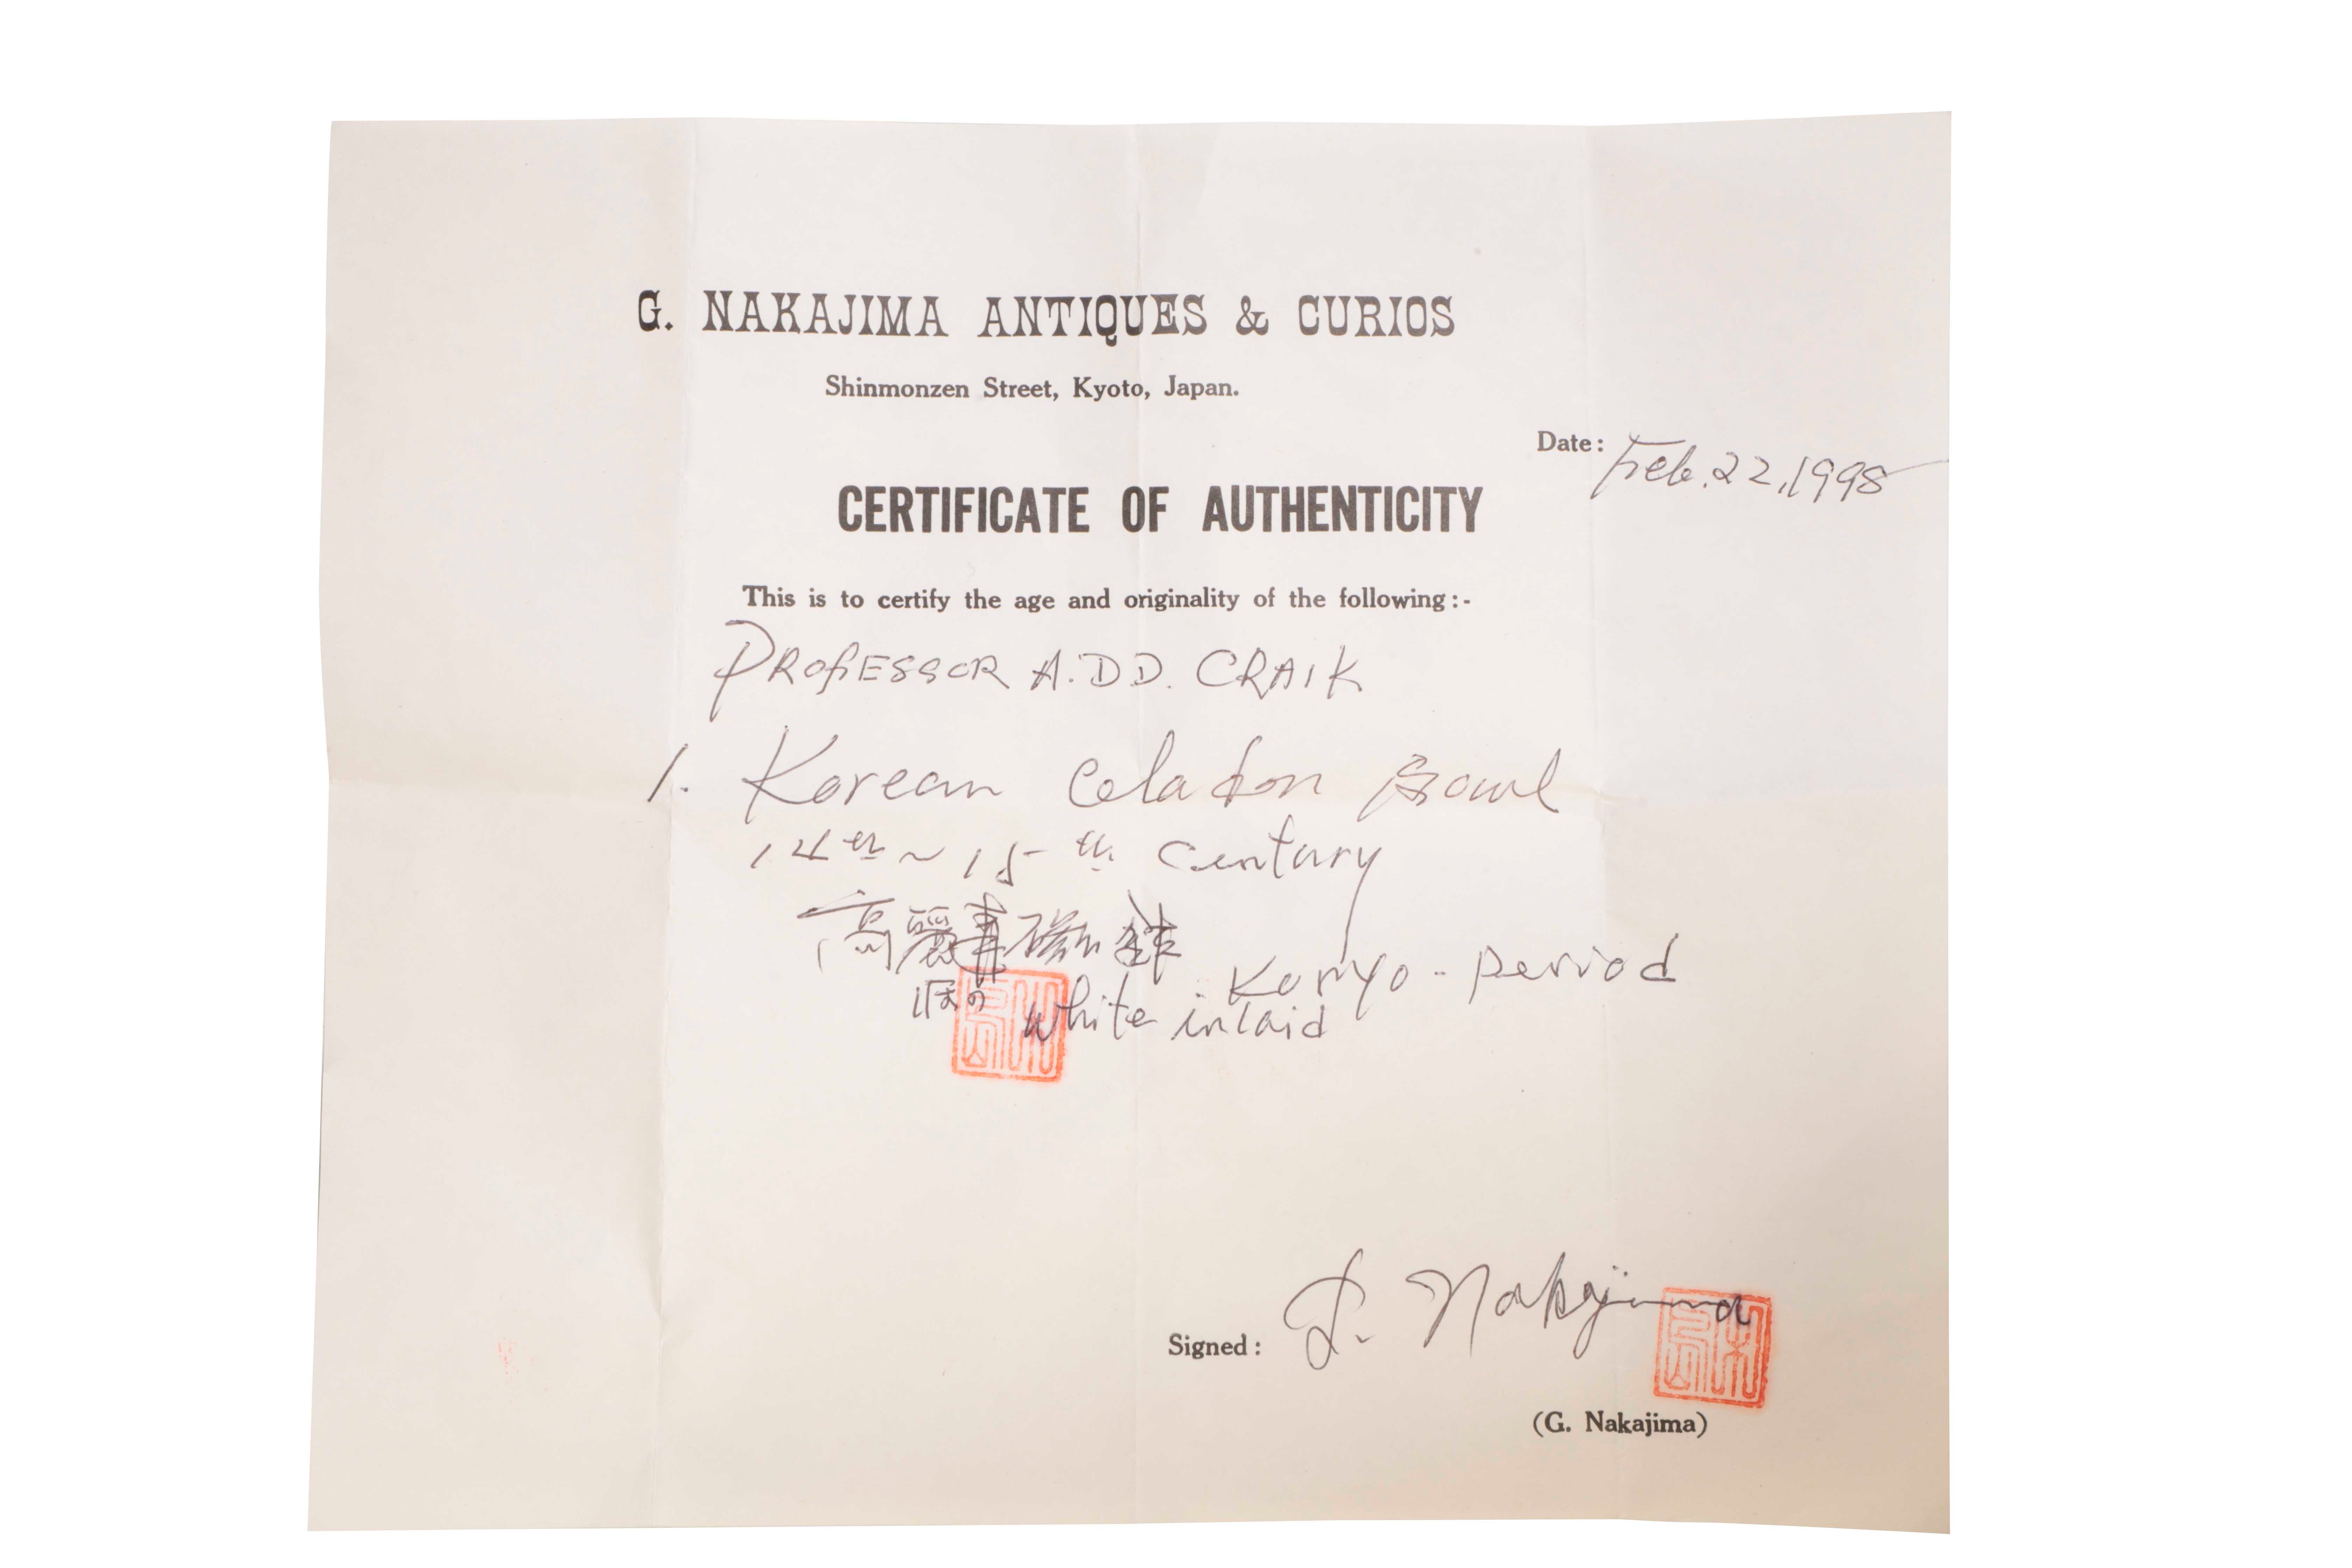 G. NAKAJIMA ANTIQUES & CURIOS
Shinmonzen Street, Kyoto, Japan.
Date: Feb. 22, 1998
CERTIFICATE OF AUTHENTICITY
This is to certify the age and originality of the following:-
PROFESSOR A.DD. CRAIK
1. Korean Celadon Bowl
14th ~ 15th Century
高麗青磁鉢
Koryo - period
White inlaid
Signed: G. Nakajima
(G. Nakajima)